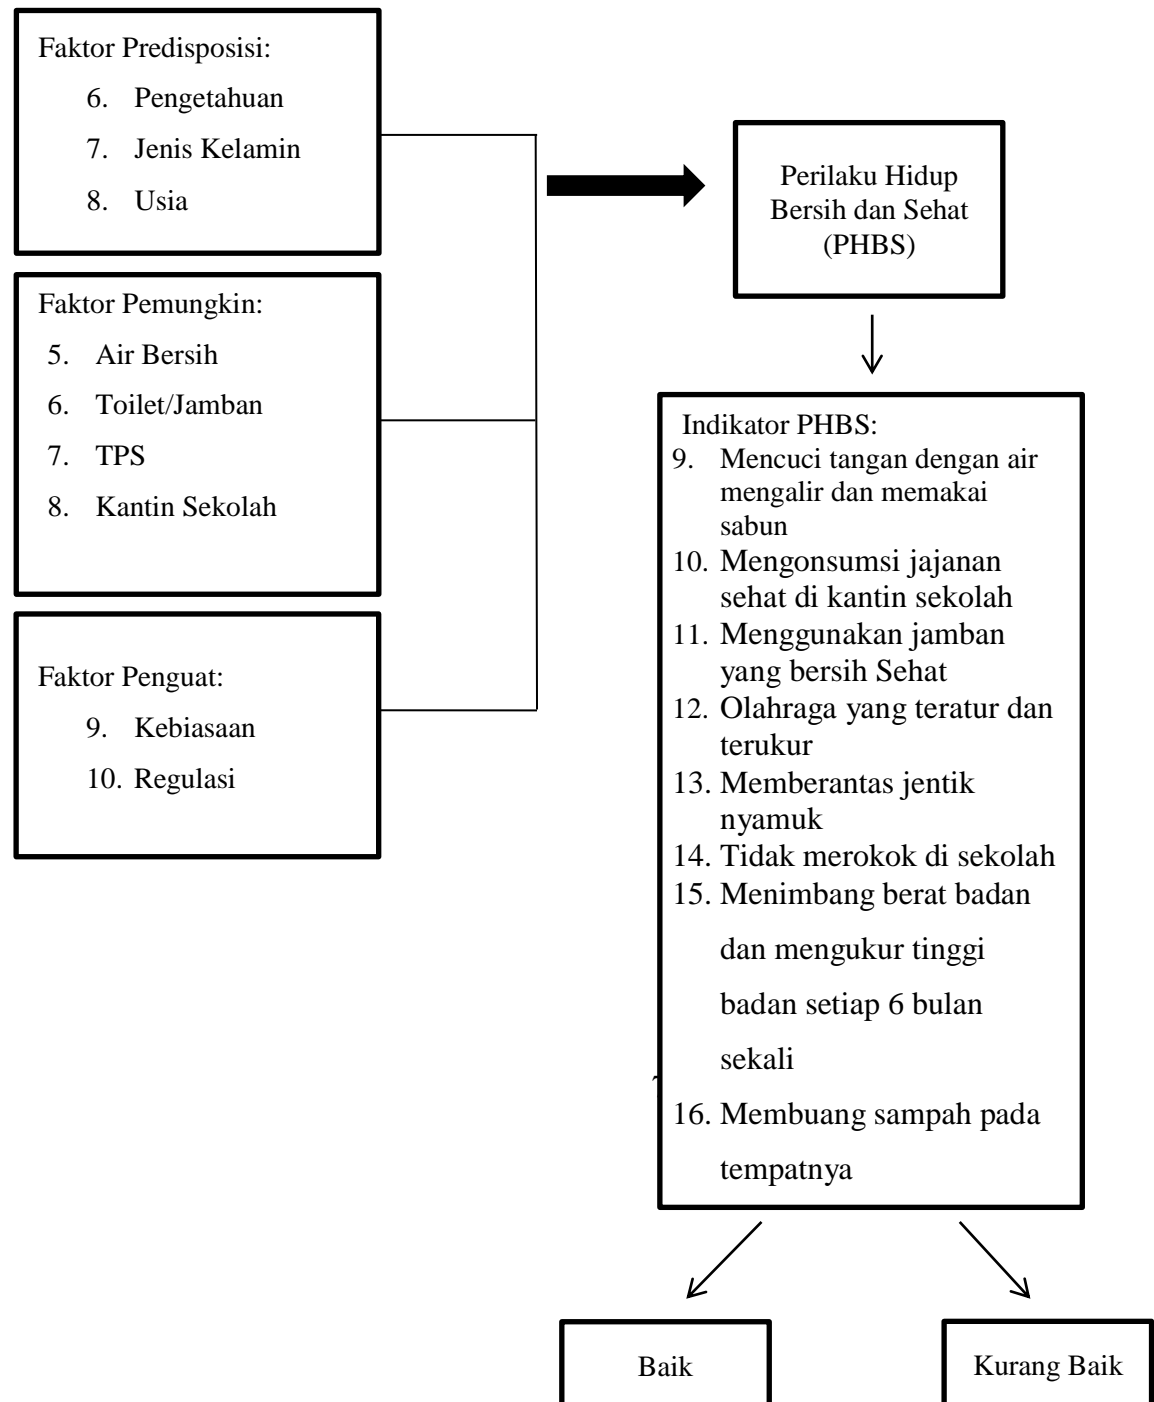 Faktor Predisposisi:
6. Pengetahuan
7. Jenis Kelamin
8. Usia
Faktor Pemungkin:
5. Air Bersih
6. Toilet/Jamban
7. TPS
8. Kantin Sekolah
Faktor Penguat:
9. Kebiasaan
10. Regulasi
Perilaku Hidup
Bersih dan Sehat
(PHBS)
Indikator PHBS:
9. Mencuci tangan dengan air
mengalir dan memakai
sabun
10. Mengonsumsi jajanan
sehat di kantin sekolah
11. Menggunakan jamban
yang bersih Sehat
12. Olahraga yang teratur dan
terukur
13. Memberantas jentik
nyamuk
14. Tidak merokok di sekolah
15. Menimbang berat badan
dan mengukur tinggi
badan setiap 6 bulan
sekali
16. Membuang sampah pada
tempatnya
Baik
Kurang Baik